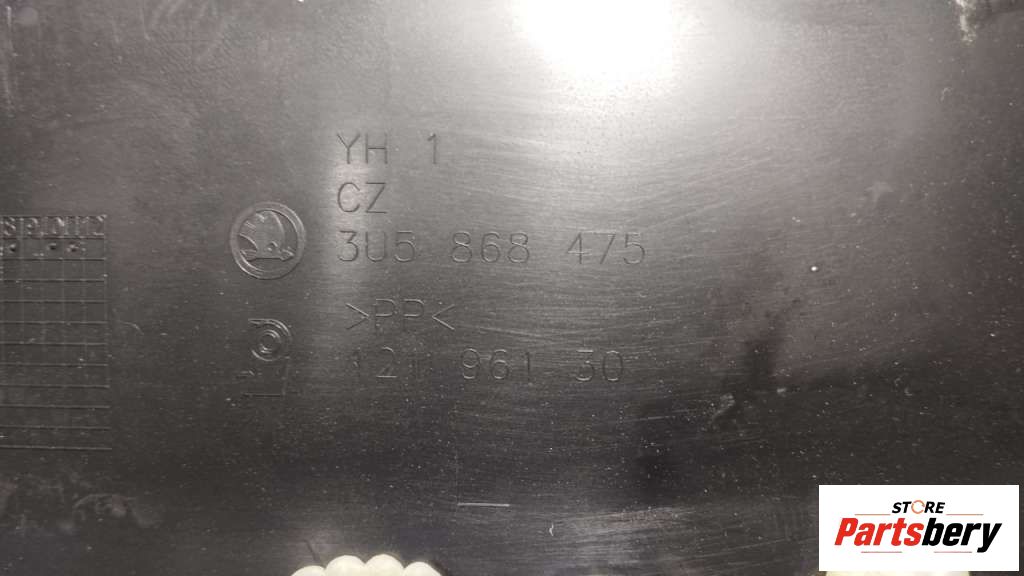 YH 1
CZ
3U5 868 475
>PP<
121 961 30
STORE
Partsbery